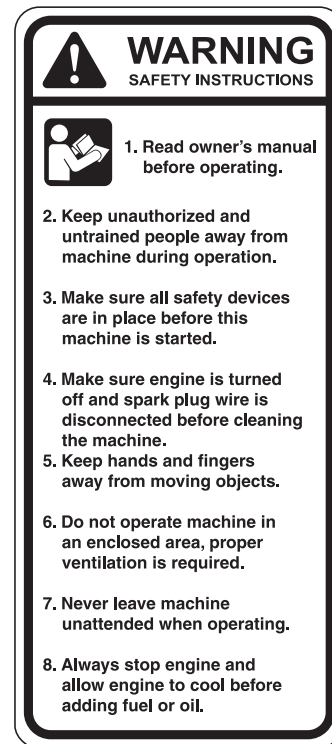 WARNING
SAFETY INSTRUCTIONS
1. Read owner's manual
before operating.
2. Keep unauthorized and
untrained people away from
machine during operation.
3. Make sure all safety devices
are in place before this
machine is started.
4. Make sure engine is turned
off and spark plug wire is
disconnected before cleaning
the machine.
5. Keep hands and fingers
away from moving objects.
6. Do not operate machine in
an enclosed area, proper
ventilation is required.
7. Never leave machine
unattended when operating.
8. Always stop engine and
allow engine to cool before
adding fuel or oil.